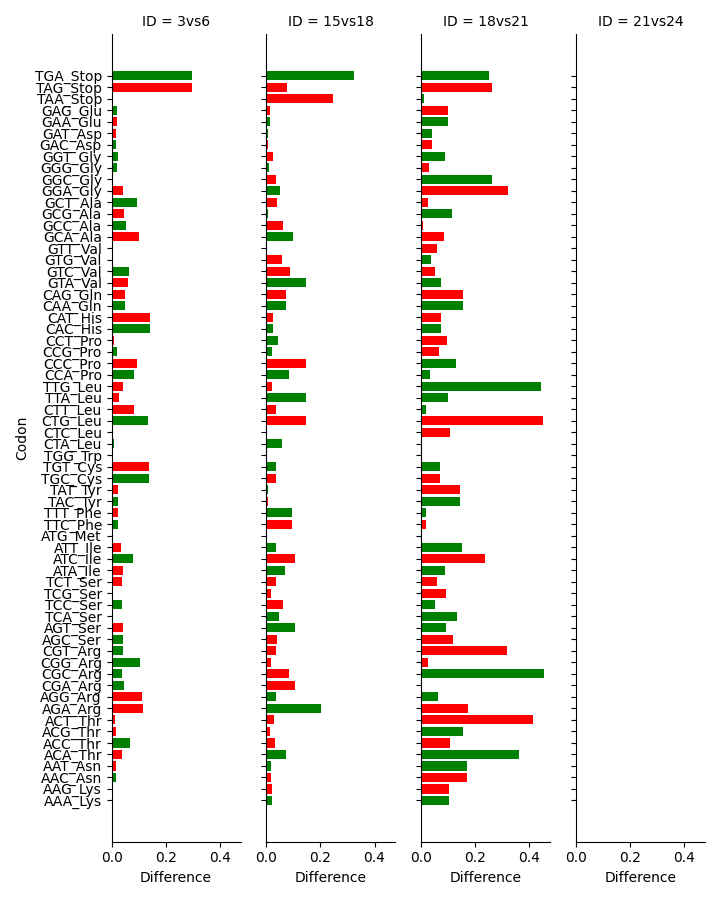 ID = 3vs6 ID = 15vs18 ID = 18vs21 ID = 21vs24
Codon
TGA_Stop
TAG_Stop
TAA_Stop
GAG_Glu
GAA_Glu
GAT_Asp
GAC_Asp
GGT_Gly
GGG_Gly
GGC_Gly
GGA_Gly
GCT_Ala
GCG_Ala
GCC_Ala
GCA_Ala
GTT_Val
GTG_Val
GTC_Val
GTA_Val
CAG_Gln
CAA_Gln
CAT_His
CAC_His
CCT_Pro
CCG_Pro
CCC_Pro
CCA_Pro
TTG_Leu
TTA_Leu
CTT_Leu
CTG_Leu
CTC_Leu
CTA_Leu
TGG_Trp
TGT_Cys
TGC_Cys
TAT_Tyr
TAC_Tyr
TTT_Phe
TTC_Phe
ATG_Met
ATT_Ile
ATC_Ile
ATA_Ile
TCT_Ser
TCG_Ser
TCC_Ser
TCA_Ser
AGT_Ser
AGC_Ser
CGT_Arg
CGG_Arg
CGC_Arg
CGA_Arg
AGG_Arg
AGA_Arg
ACT_Thr
ACG_Thr
ACC_Thr
ACA_Thr
AAT_Asn
AAC_Asn
AAG_Lys
AAA_Lys
0.0 0.2 0.4 0.0 0.2 0.4 0.0 0.2 0.4 0.0 0.2 0.4
Difference Difference Difference Difference